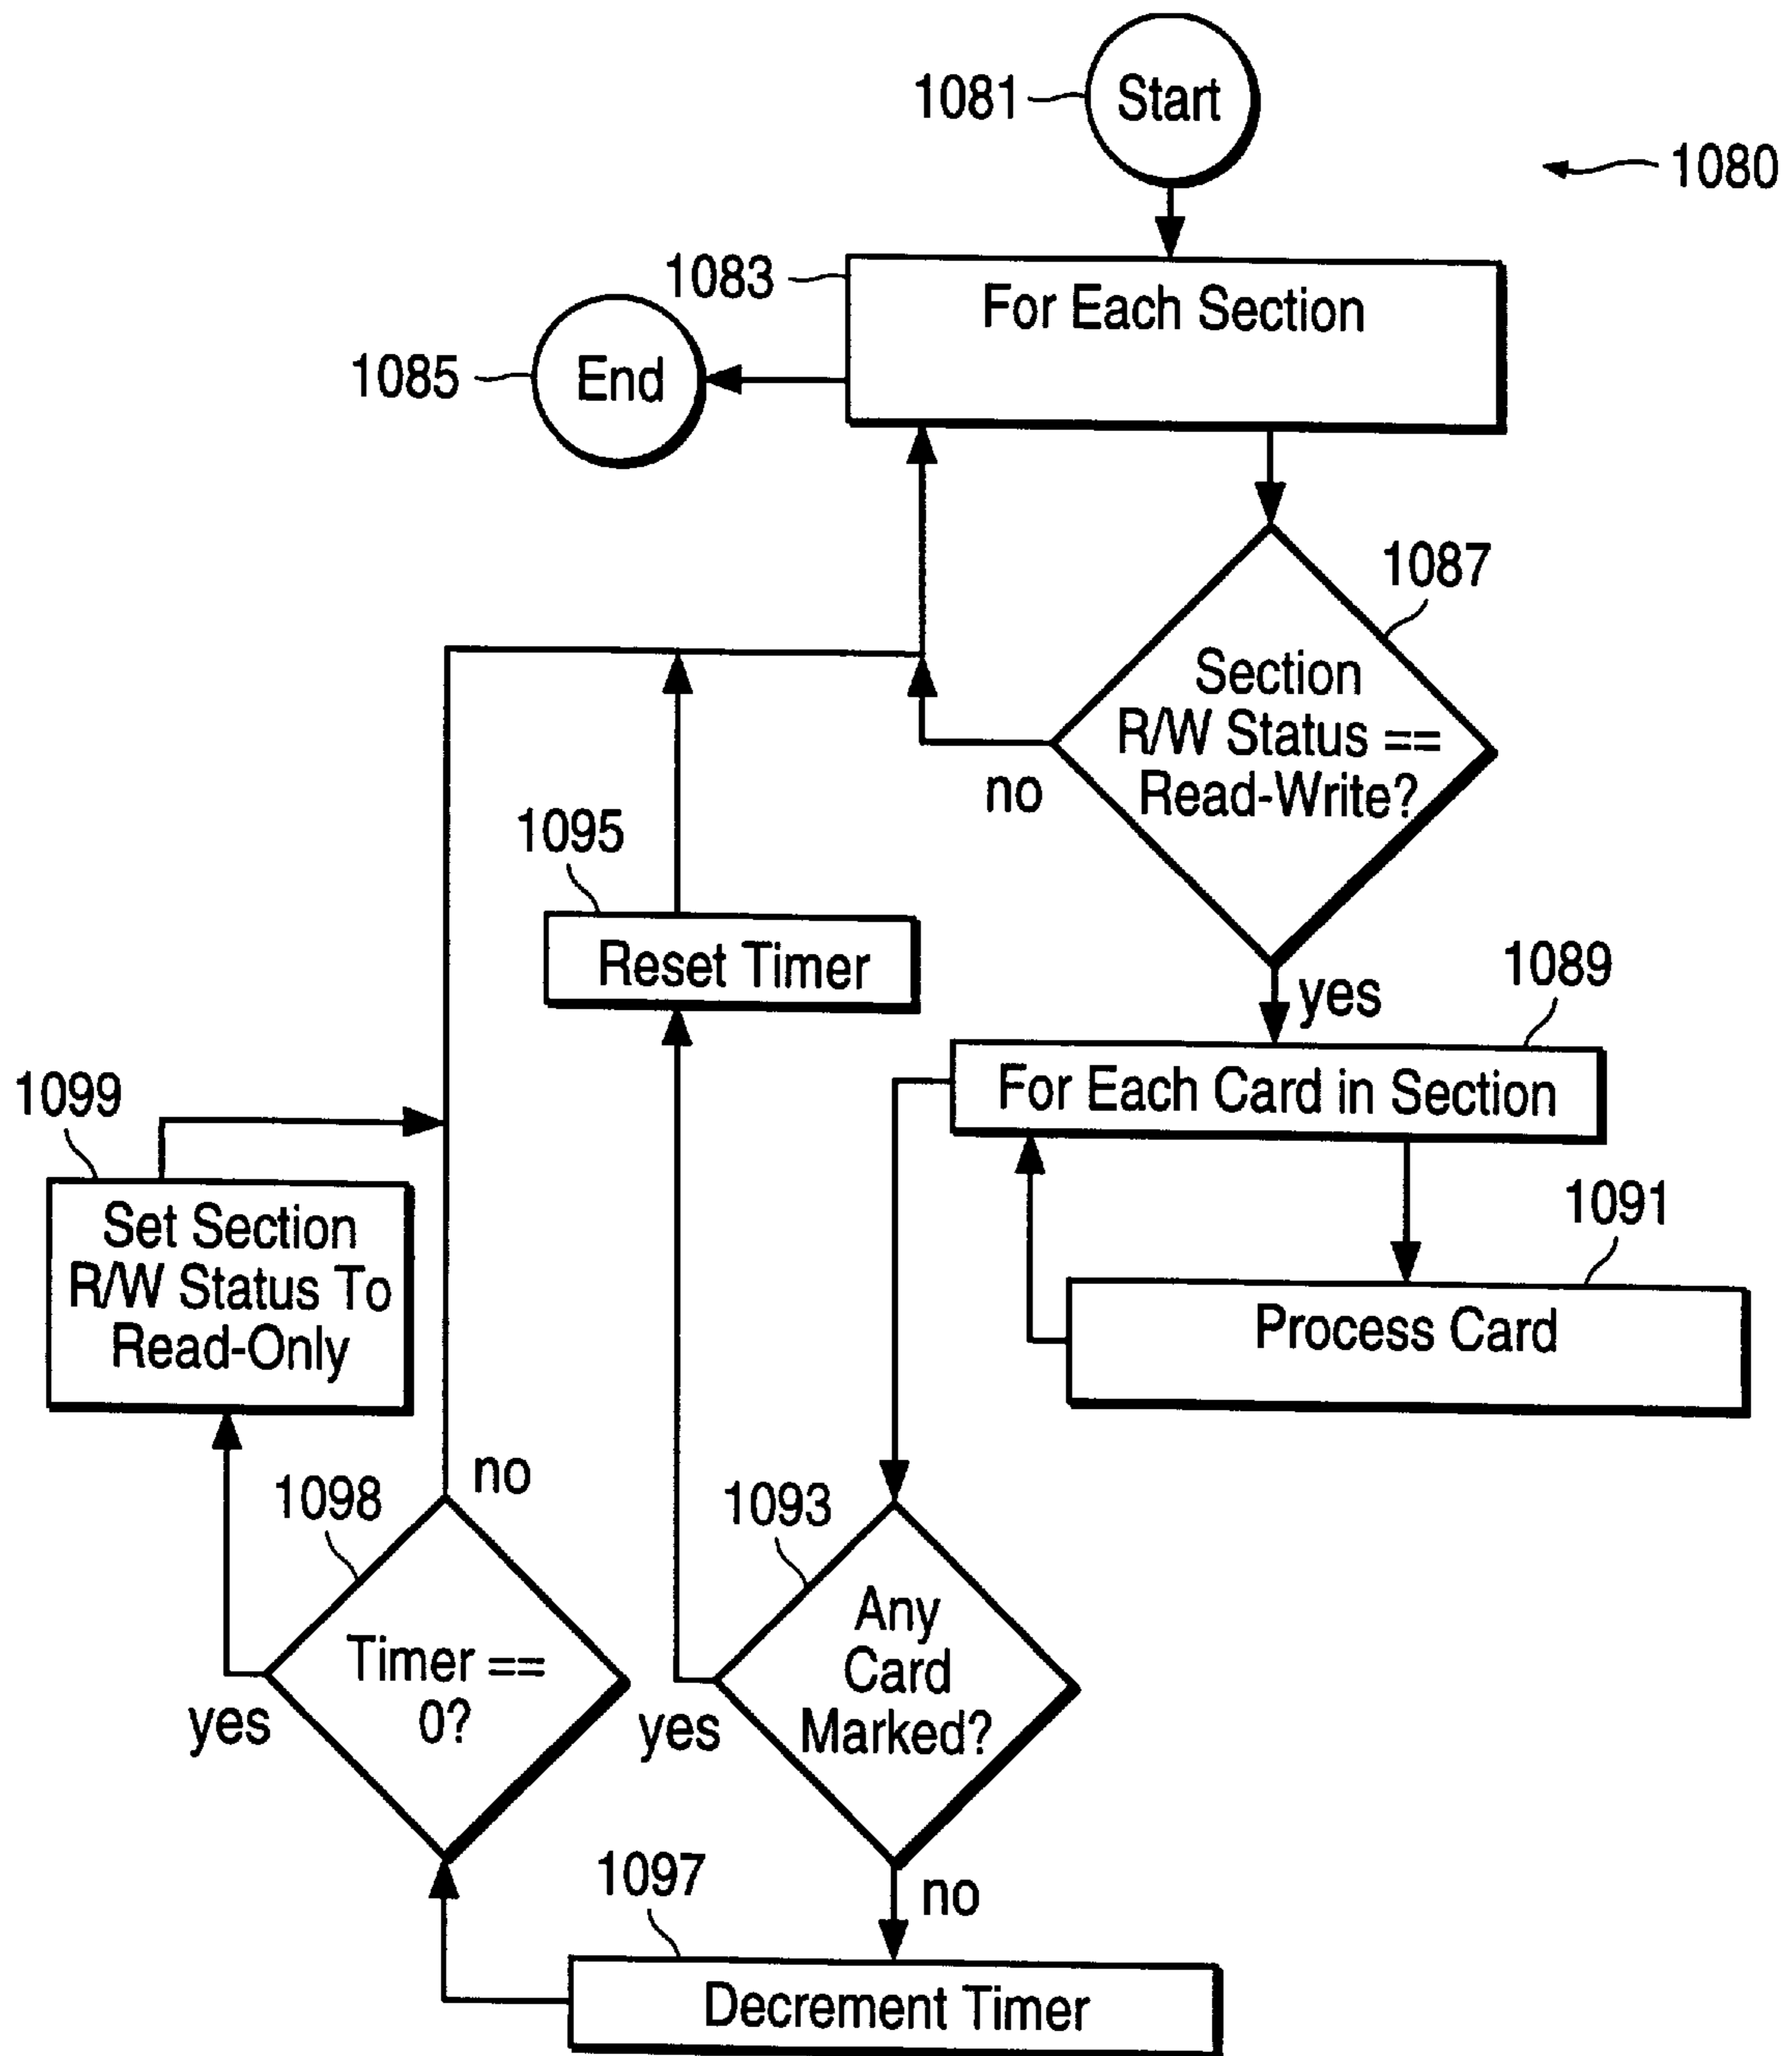 1081
Start
1080
1083
For Each Section
1085
End
1087
Section
R/W Status ==
Read-Write?
no
yes
1095
Reset Timer
1089
For Each Card in Section
1099
Set Section
R/W Status To
Read-Only
1091
Process Card
1098
no
Timer ==
0?
yes
1093
Any
Card
Marked?
yes
no
1097
Decrement Timer